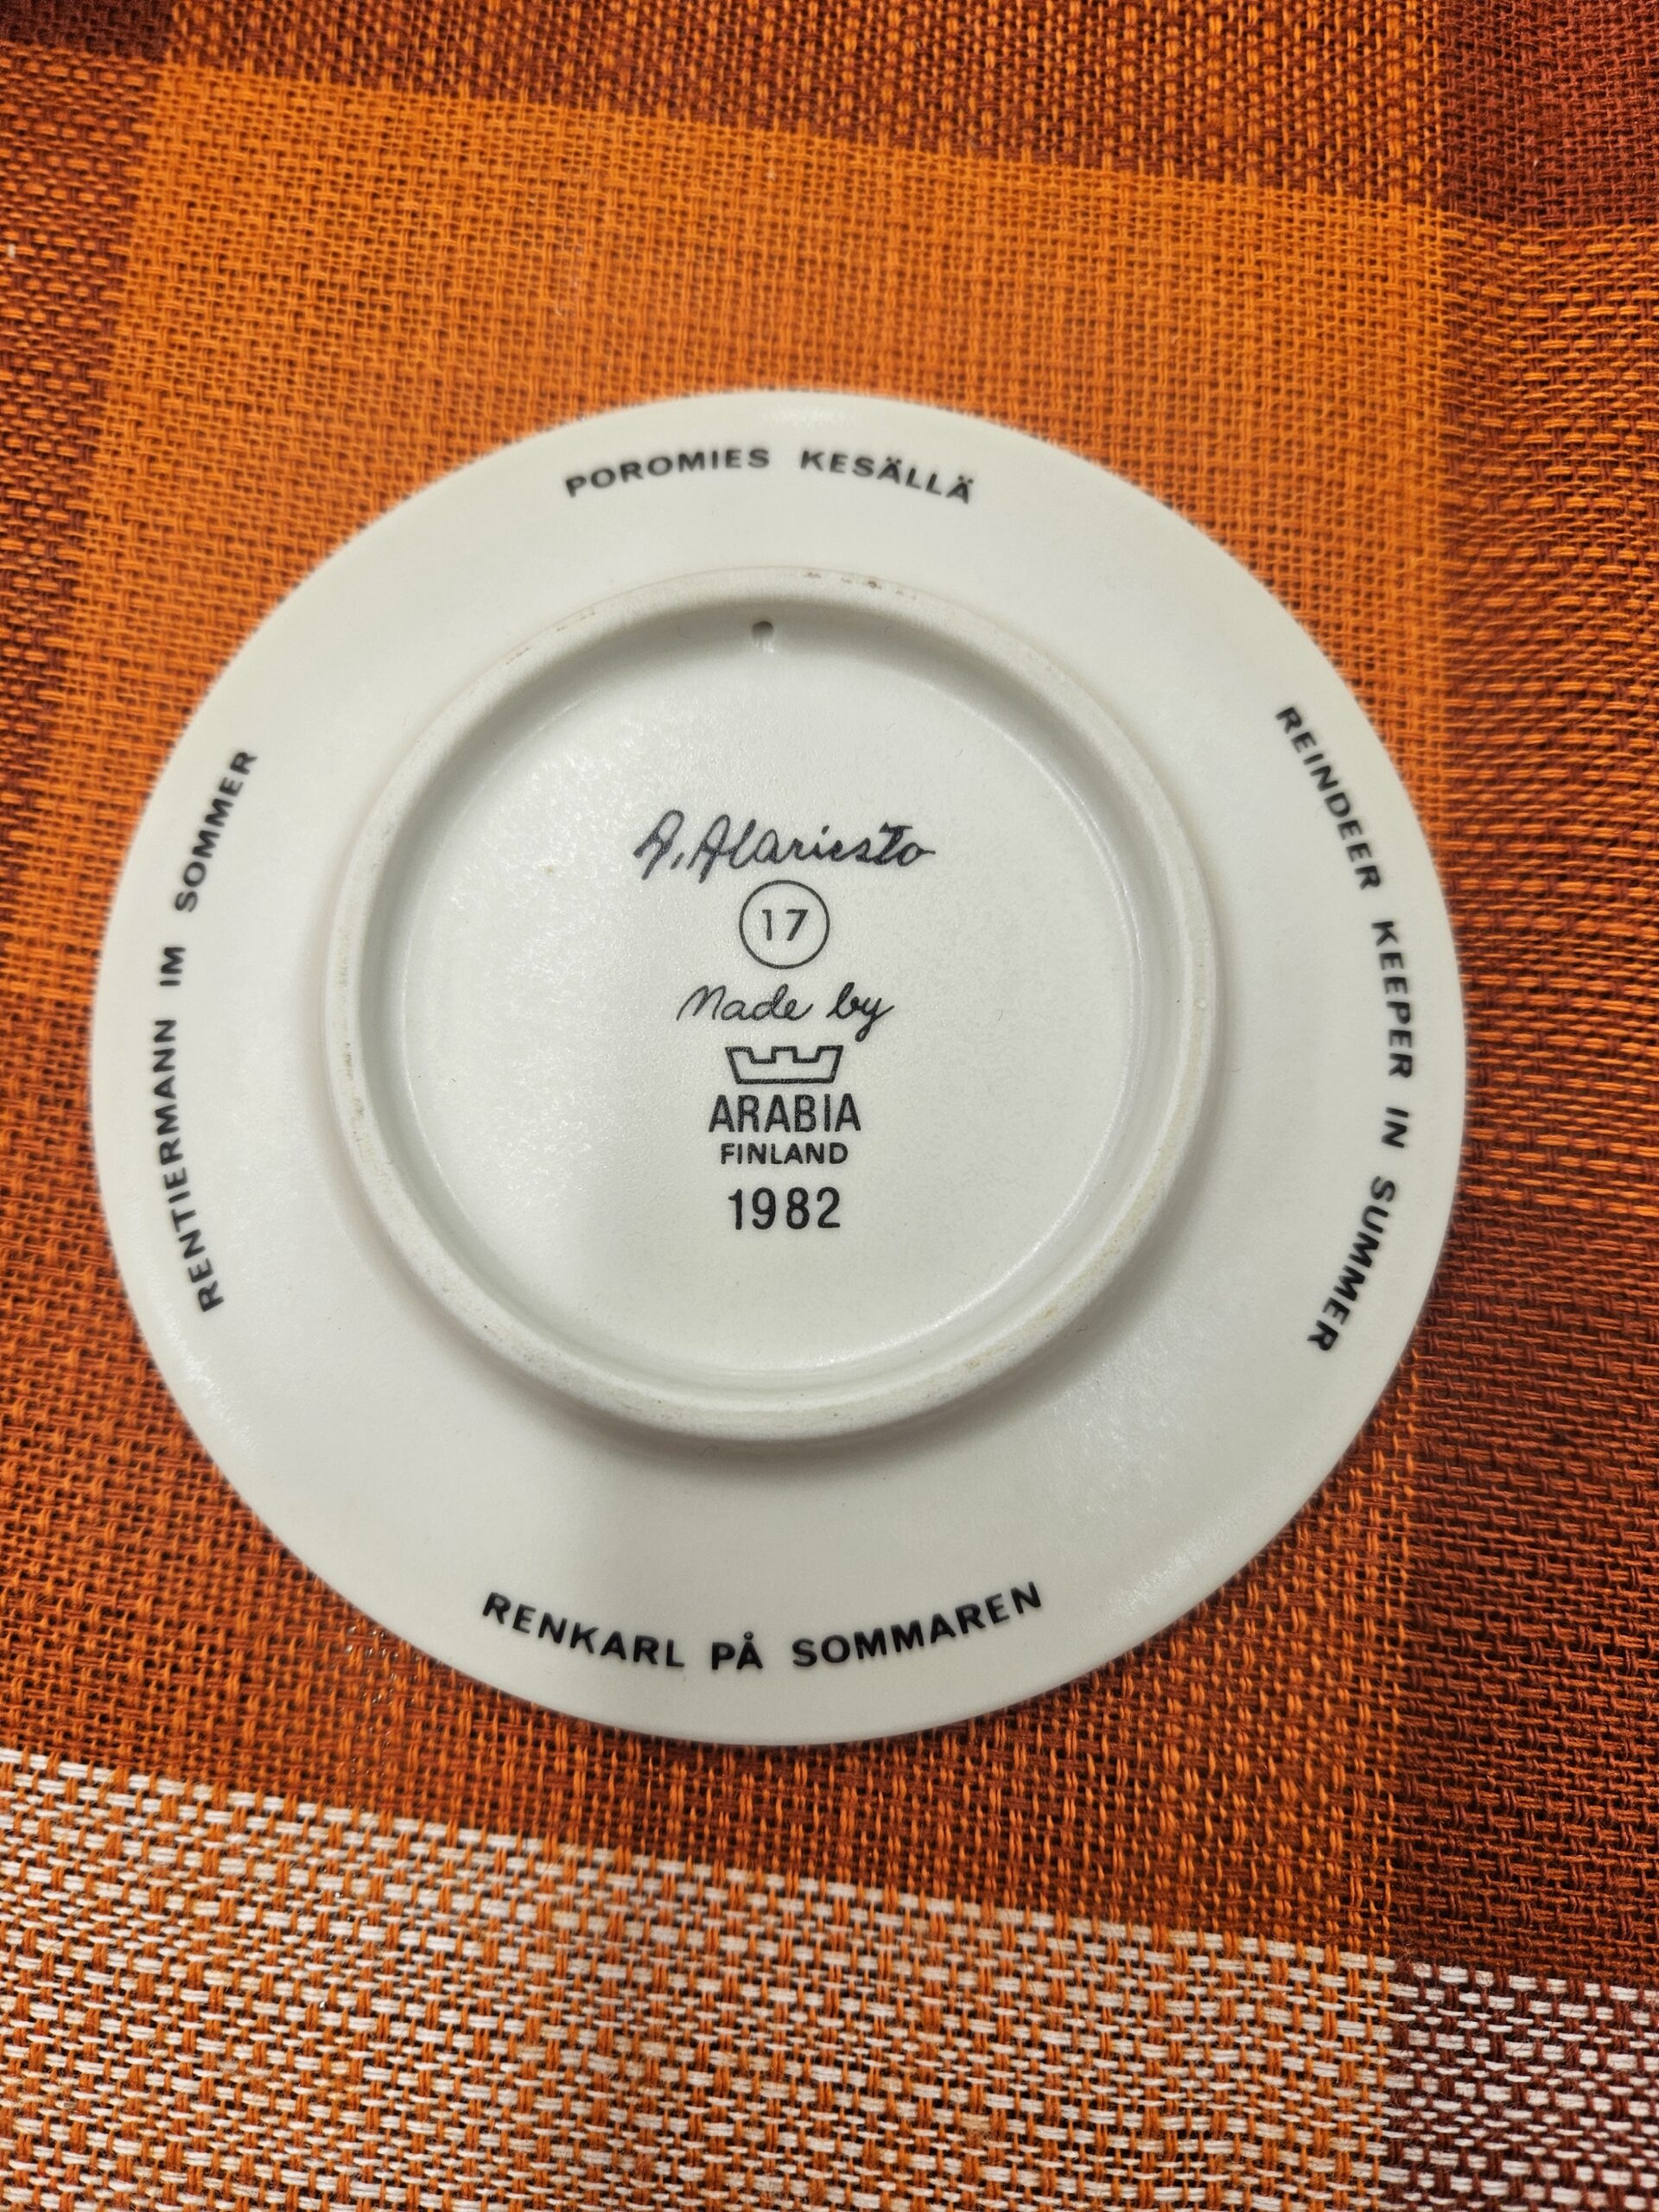 POROMIES KESÄLLÄ
REINDEER KEEPER IN SUMMER
RENKARL PÅ SOMMAREN
RENTIERMANN IM SOMMER
A. Alariesto
17
Made by
ARABIA
FINLAND
1982